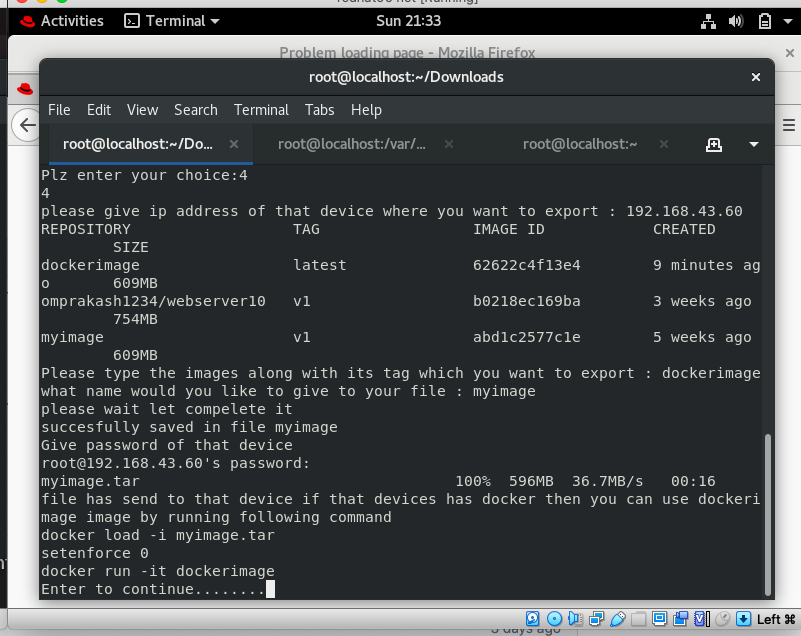 redhat8.0 net [Running]
Activities Terminal Sun 21:33
Problem loading page - Mozilla Firefox
root@localhost:~/Downloads
File Edit View Search Terminal Tabs Help
root@localhost:~/Do... root@localhost:/var/... root@localhost:~
Plz enter your choice:4
4
please give ip address of that device where you want to export : 192.168.43.60
REPOSITORY TAG IMAGE ID CREATED
SIZE
dockerimage latest 62622c4f13e4 9 minutes ag
o 609MB
omprakash1234/webserver10 v1 b0218ec169ba 3 weeks ago
754MB
myimage v1 abd1c2577c1e 5 weeks ago
609MB
Please type the images along with its tag which you want to export : dockerimage
what name would you like to give to your file : myimage
please wait let compelete it
succesfully saved in file myimage
Give password of that device
root@192.168.43.60's password:
myimage.tar 100% 596MB 36.7MB/s 00:16
file has send to that device if that devices has docker then you can use dockeri
mage image by running following command
docker load -i myimage.tar
setenforce 0
docker run -it dockerimage
Enter to continue........
Left ⌘
3 days ago